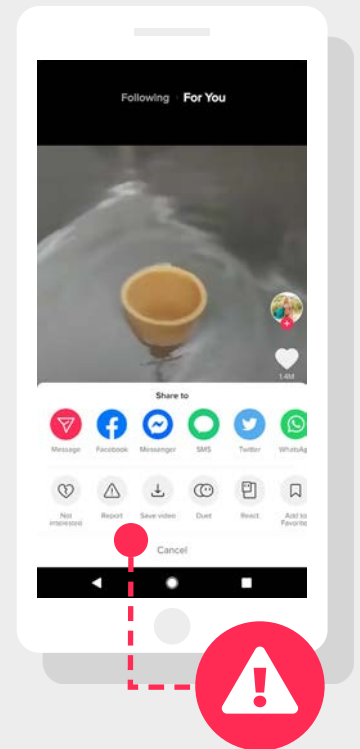 Following For You
1.4M
Share to
Message Facebook Messenger SMS Twitter WhatsAp
Not interested Report Save video Duet React Add to Favorite
Cancel